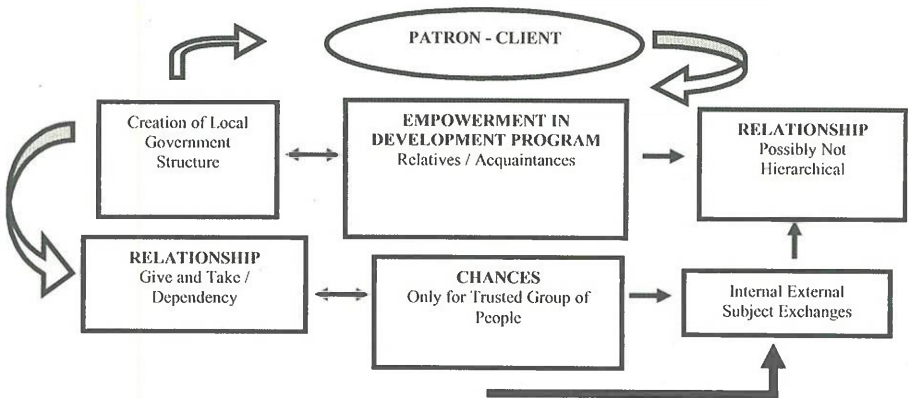 PATRON - CLIENT
Creation of Local
Government
Structure
EMPOWERMENT IN
DEVELOPMENT PROGRAM
Relatives / Acquaintances
RELATIONSHIP
Possibly Not
Hierarchical
RELATIONSHIP
Give and Take /
Dependency
CHANCES
Only for Trusted Group of
People
Internal External
Subject Exchanges